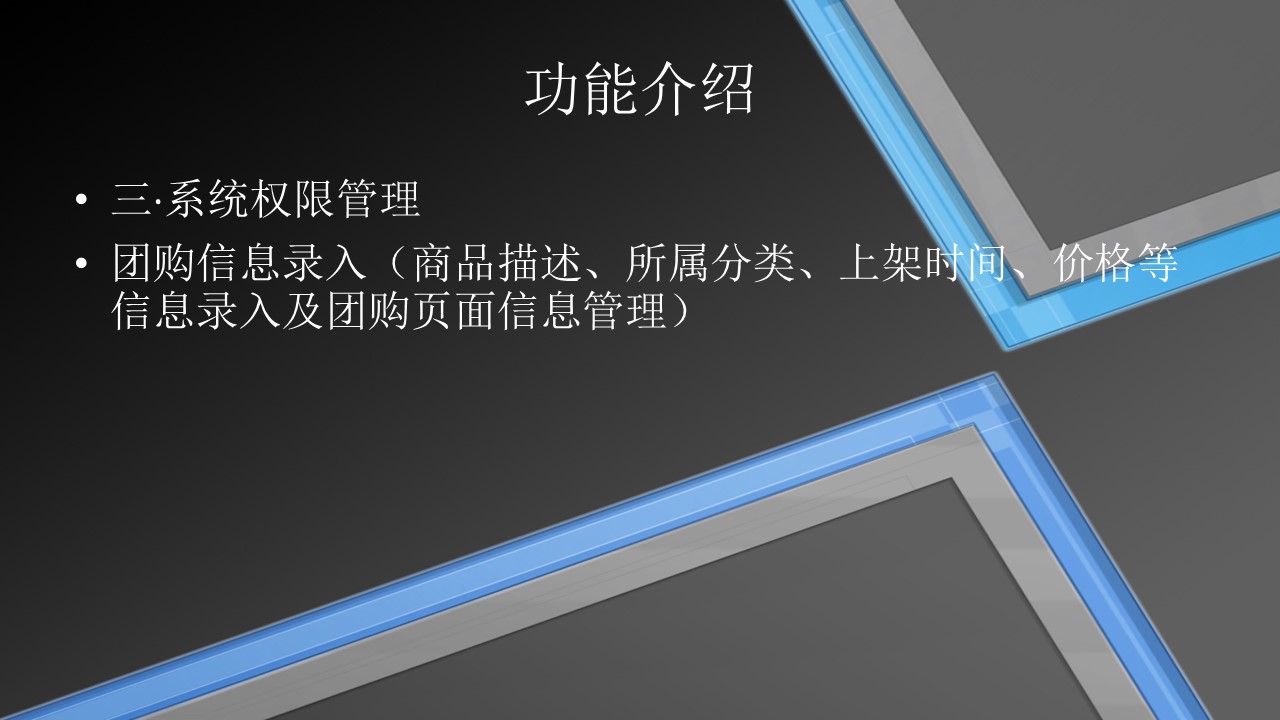 功能介绍
• 三·系统权限管理
• 团购信息录入（商品描述、所属分类、上架时间、价格等
信息录入及团购页面信息管理）